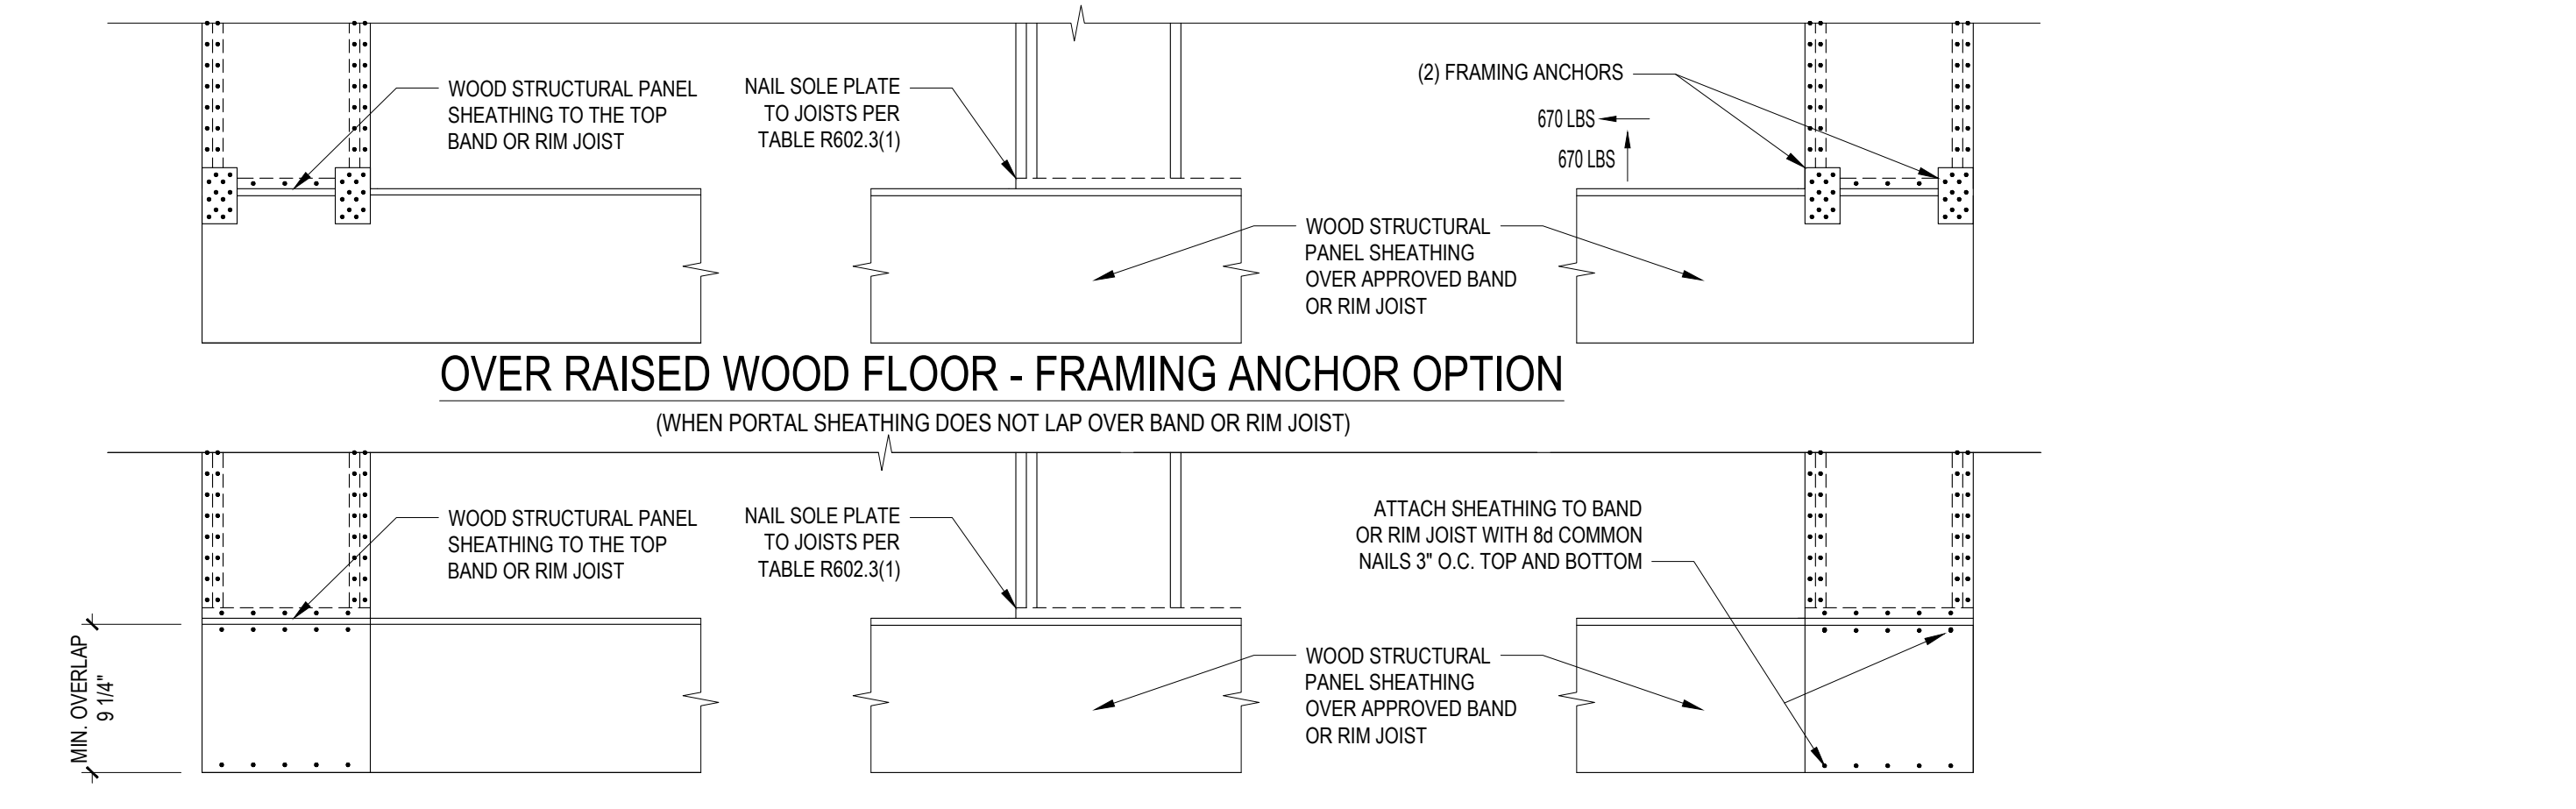 WOOD STRUCTURAL PANEL
SHEATHING TO THE TOP
BAND OR RIM JOIST
NAIL SOLE PLATE
TO JOISTS PER
TABLE R602.3(1)
(2) FRAMING ANCHORS
670 LBS
670 LBS
WOOD STRUCTURAL
PANEL SHEATHING
OVER APPROVED BAND
OR RIM JOIST
OVER RAISED WOOD FLOOR - FRAMING ANCHOR OPTION
(WHEN PORTAL SHEATHING DOES NOT LAP OVER BAND OR RIM JOIST)
WOOD STRUCTURAL PANEL
SHEATHING TO THE TOP
BAND OR RIM JOIST
NAIL SOLE PLATE
TO JOISTS PER
TABLE R602.3(1)
ATTACH SHEATHING TO BAND
OR RIM JOIST WITH 8d COMMON
NAILS 3" O.C. TOP AND BOTTOM
MIN. OVERLAP
9 1/4"
WOOD STRUCTURAL
PANEL SHEATHING
OVER APPROVED BAND
OR RIM JOIST